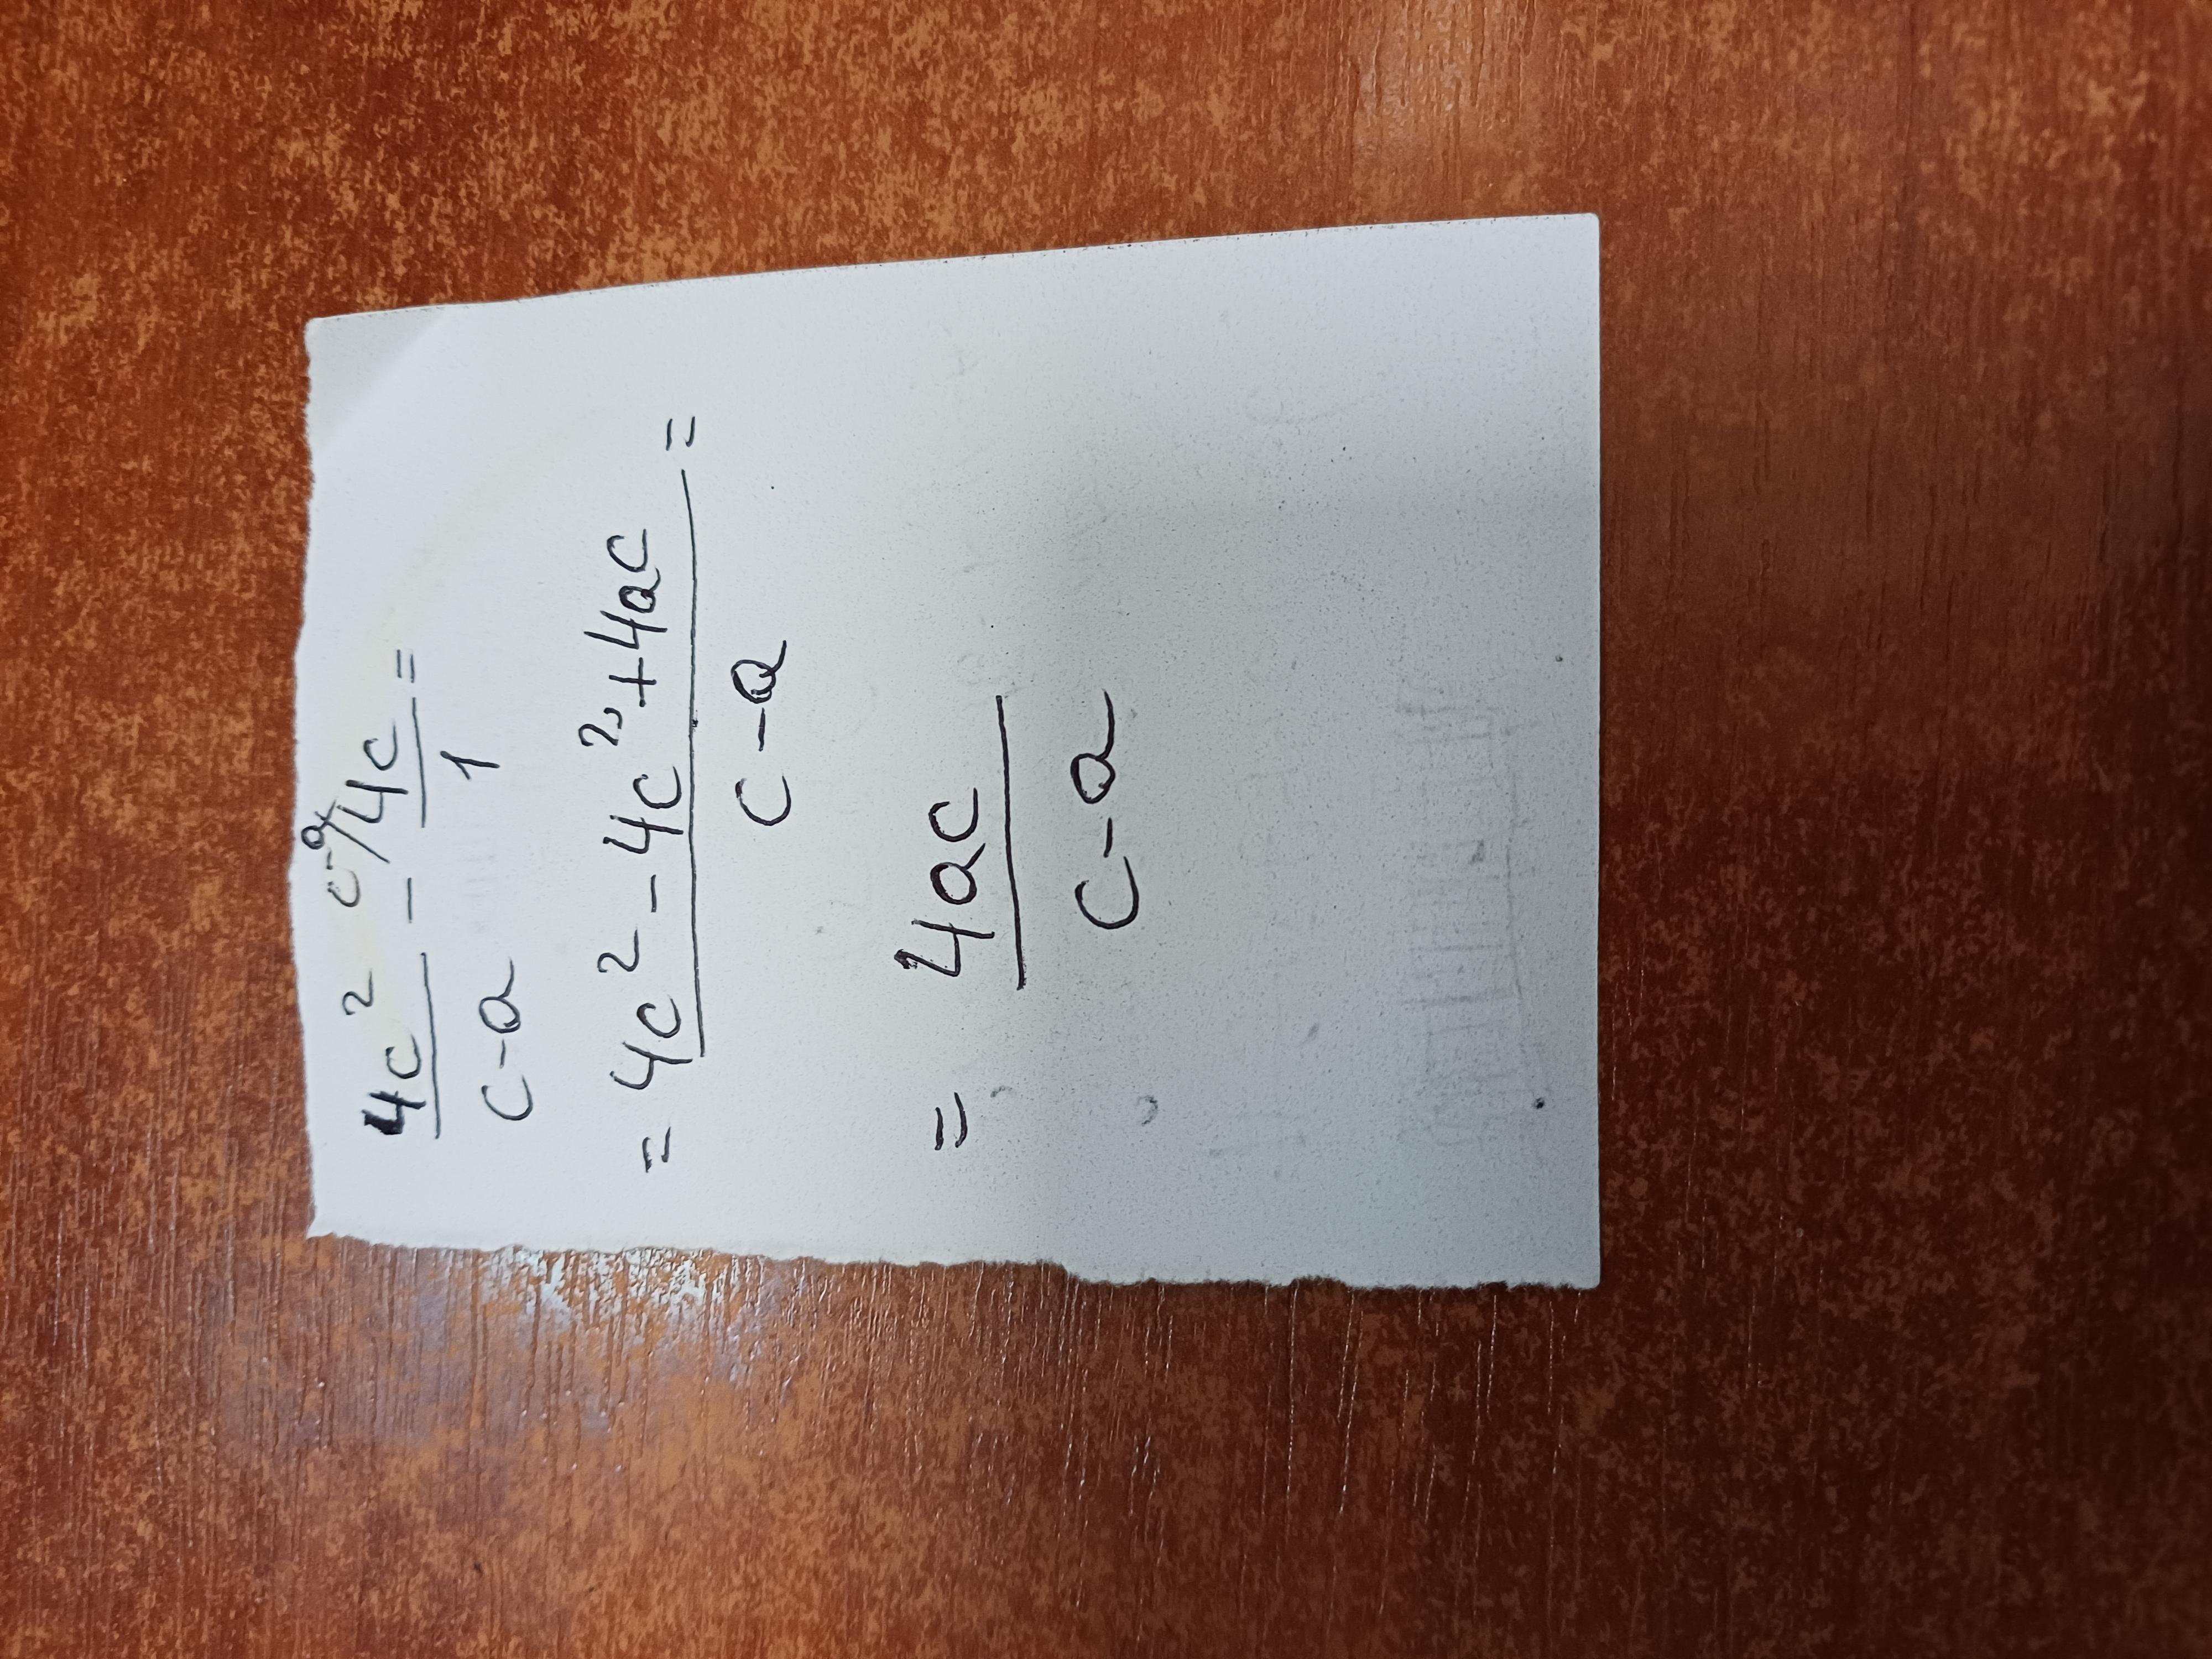 4c²/(c-a) - c-a/ 4c/1 =
= (4c² - 4c² + 4ac)/(c-a) =
= 4ac/(c-a)